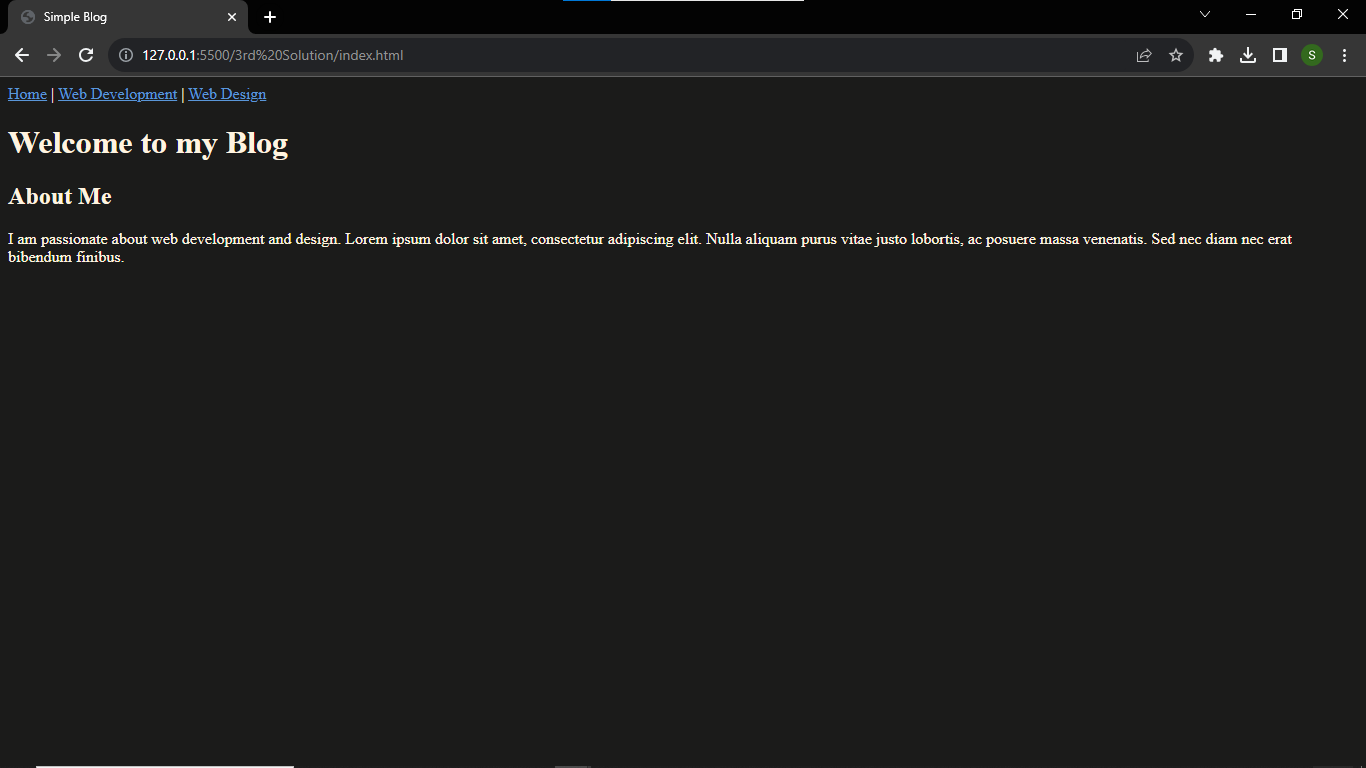 Simple Blog
127.0.0.1:5500/3rd%20Solution/index.html
S
Home | Web Development | Web Design
Welcome to my Blog
About Me
I am passionate about web development and design. Lorem ipsum dolor sit amet, consectetur adipiscing elit. Nulla aliquam purus vitae justo lobortis, ac posuere massa venenatis. Sed nec diam nec erat
bibendum finibus.